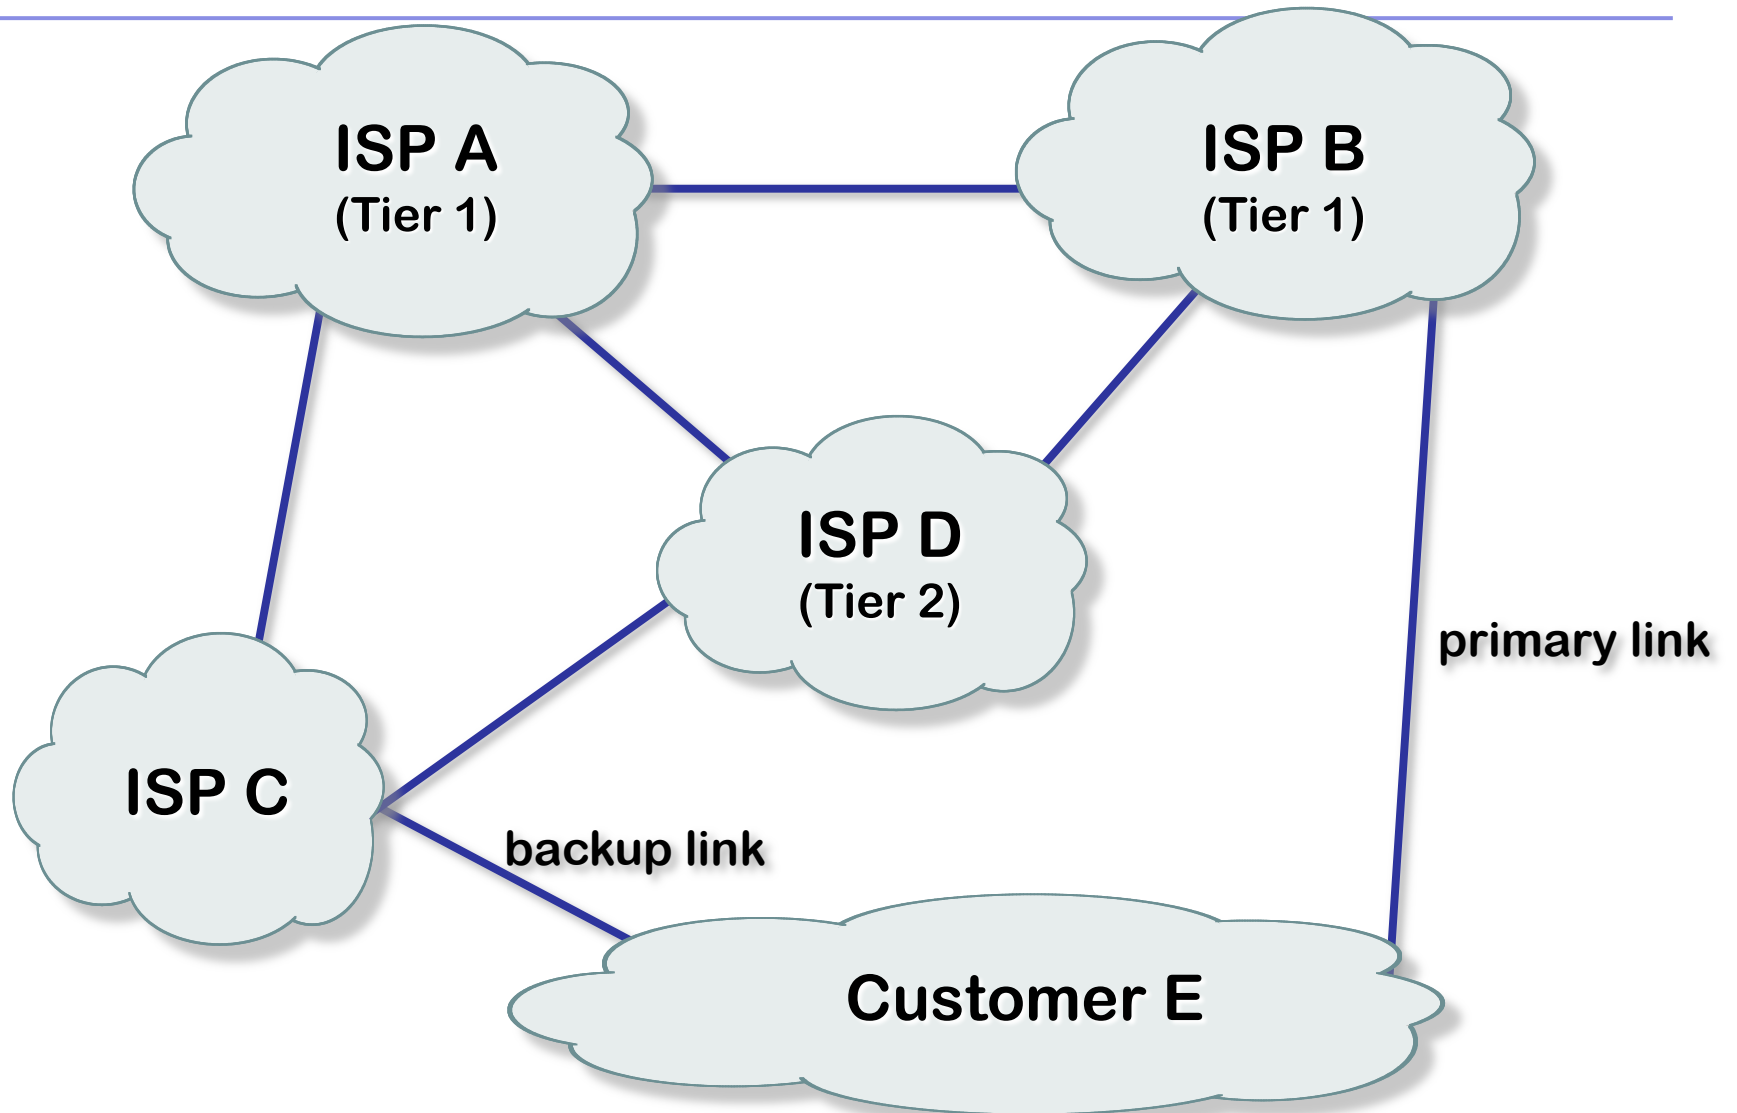 ISP A
(Tier 1)
ISP B
(Tier 1)
ISP D
(Tier 2)
primary link
ISP C
backup link
Customer E